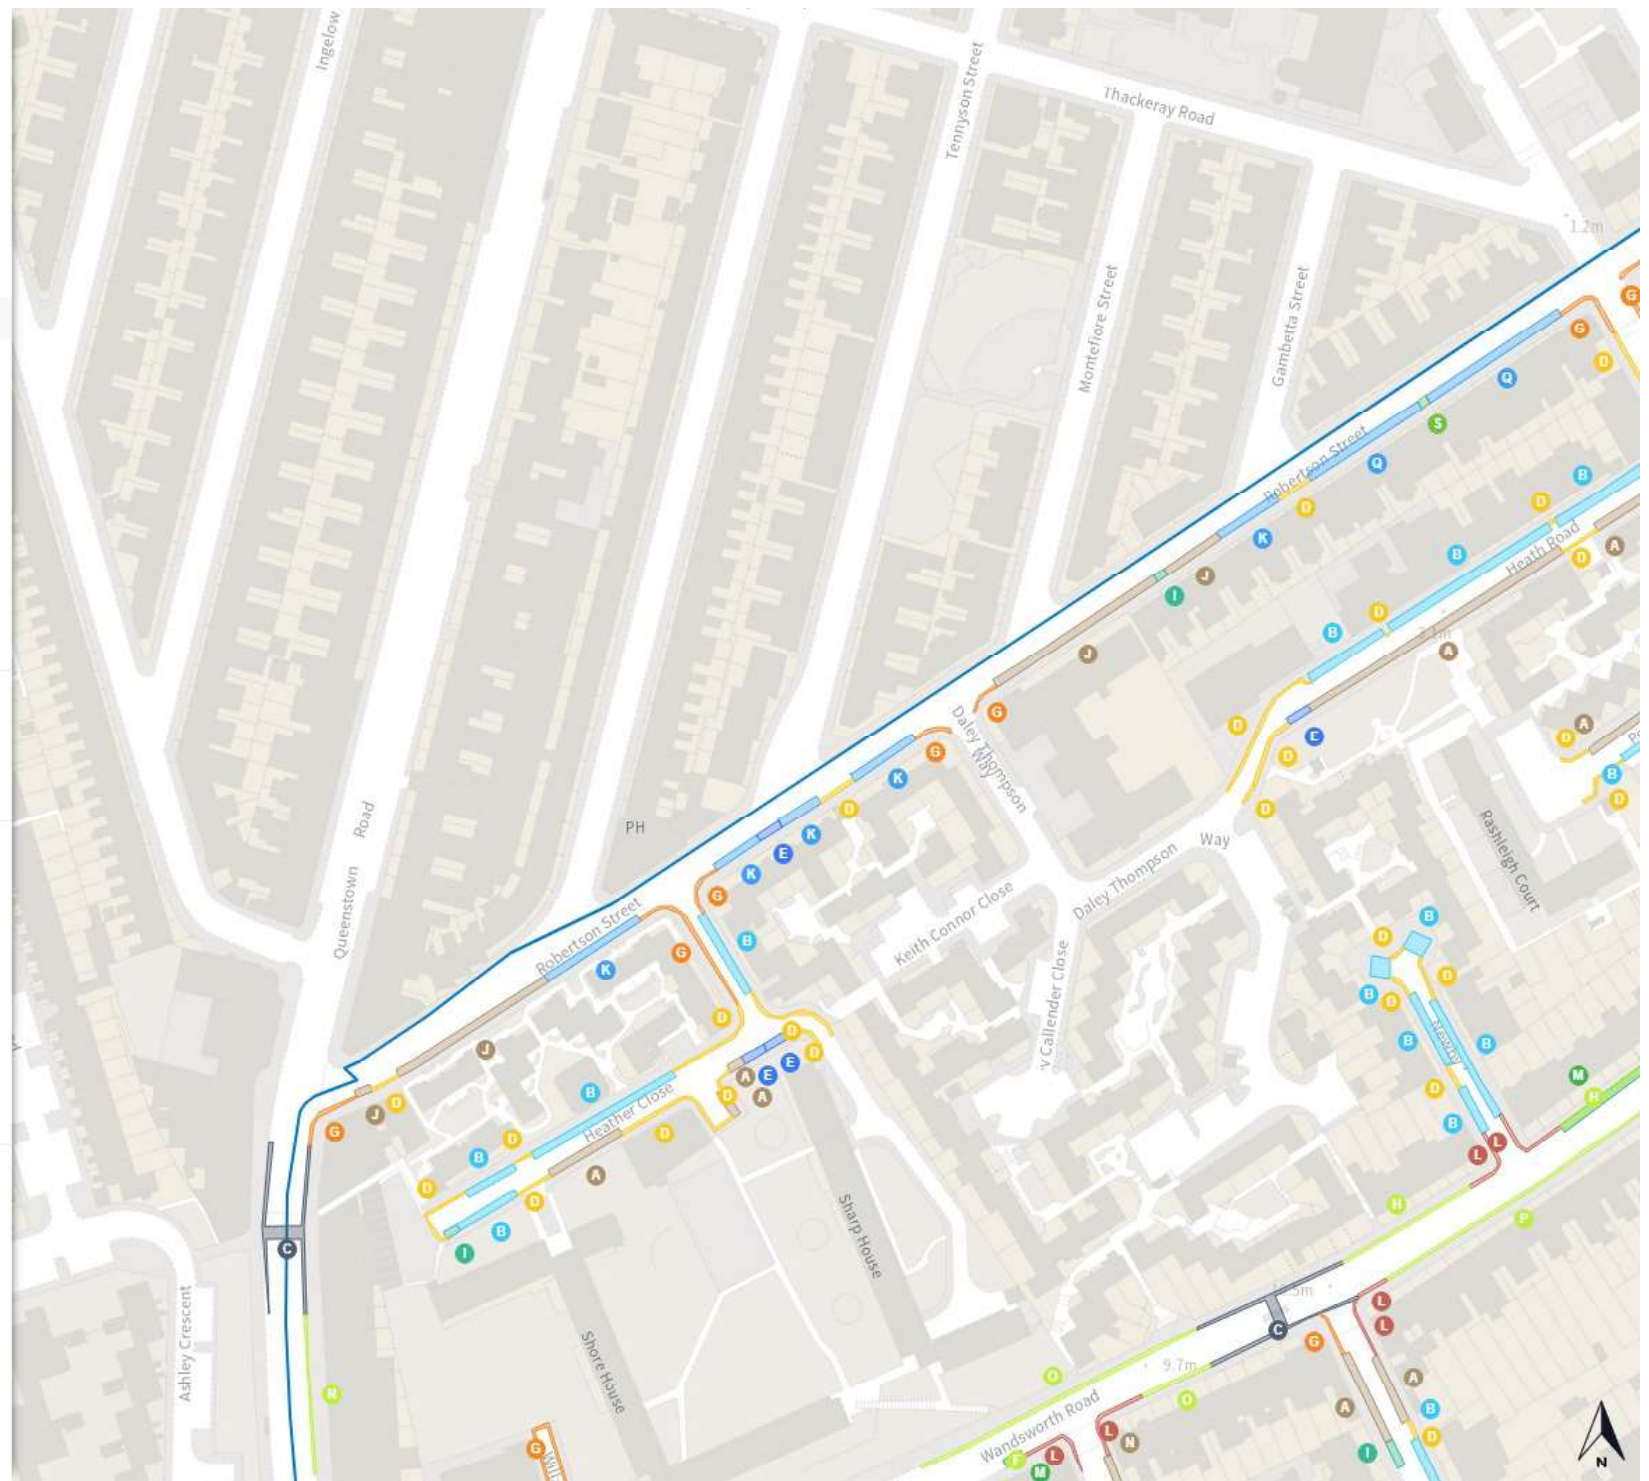 Ingelow
Tennyson Street
Thackeray Road
1.2m
Montefiore Street
Gambetta Street
G
G
D
Q
S
Robertson Street
Q
B
D
K
D
B
Heath Road
A
D
J
I
D
B
3.1m
A
J
G
Daley Thompson
Way
D
E
D
A
D
B
D
G
K
D
K
E
K
PH
Road
Queenstown
D
Way
Daley Thompson
Rashleigh Court
G
Robertson Street
K
G
B
Keith Connor Close
v Callender Close
B
D
D
B
D
J
D
D
D
A
E
E
D
A
B
B
M
H
J
D
G
B
Heather Close
D
D
B
D
B
L
L
D
A
D
B
I
H
P
C
Sharp House
Ashley Crescent
Shore House
C
L
L
G
9.7m
R
O
O
A
A
B
D
I
Wandsworth Road
L
N
L
F
M
G
N